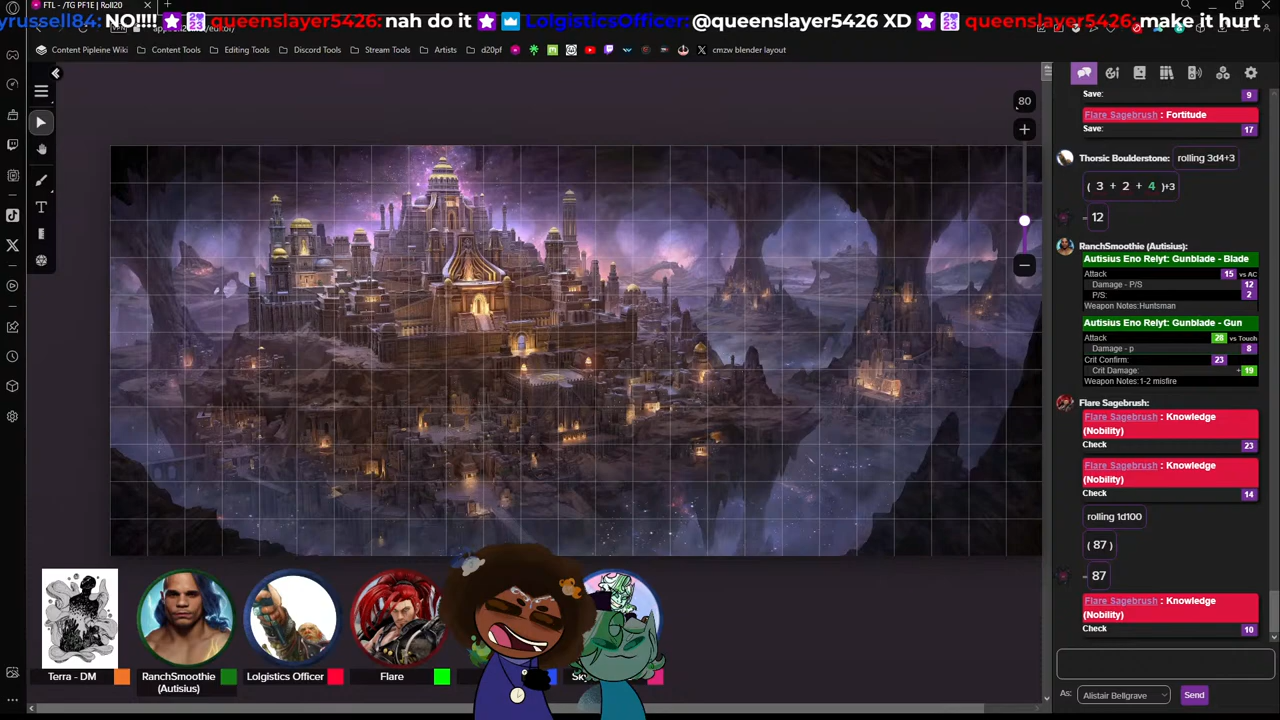 FTL - /TG PF1E | Roll20
yrussell84: NO!!!! queenslayer5426: nah do it LolgisticsOfficer: @queenslayer5426 XD queenslayer5426: make it hurt
Content Pipleine Wiki Content Tools Editing Tools Discord Tools Stream Tools Artists d20pf cmzw blender layout
80
Save: 9
Flare Sagebrush : Fortitude
Save: 17
Thorsic Boulderstone: rolling 3d4+3
( 3 + 2 + 4 )+3
= 12
RanchSmoothie (Autisius):
Autisius Eno Relyt: Gunblade - Blade
Attack 15 vs AC
Damage - P/S 12
P/S: 2
Weapon Notes:Huntsman
Autisius Eno Relyt: Gunblade - Gun
Attack 28 vs Touch
Damage - p 8
Crit Confirm: 23
Crit Damage: +19
Weapon Notes:1-2 misfire
Flare Sagebrush:
Flare Sagebrush : Knowledge
(Nobility)
Check 23
Flare Sagebrush : Knowledge
(Nobility)
Check 14
rolling 1d100
( 87 )
= 87
Flare Sagebrush : Knowledge
(Nobility)
Check 10
Terra - DM
RanchSmoothie
(Autisius)
Lolgistics Officer
Flare
As: Alistair Bellgrave Send